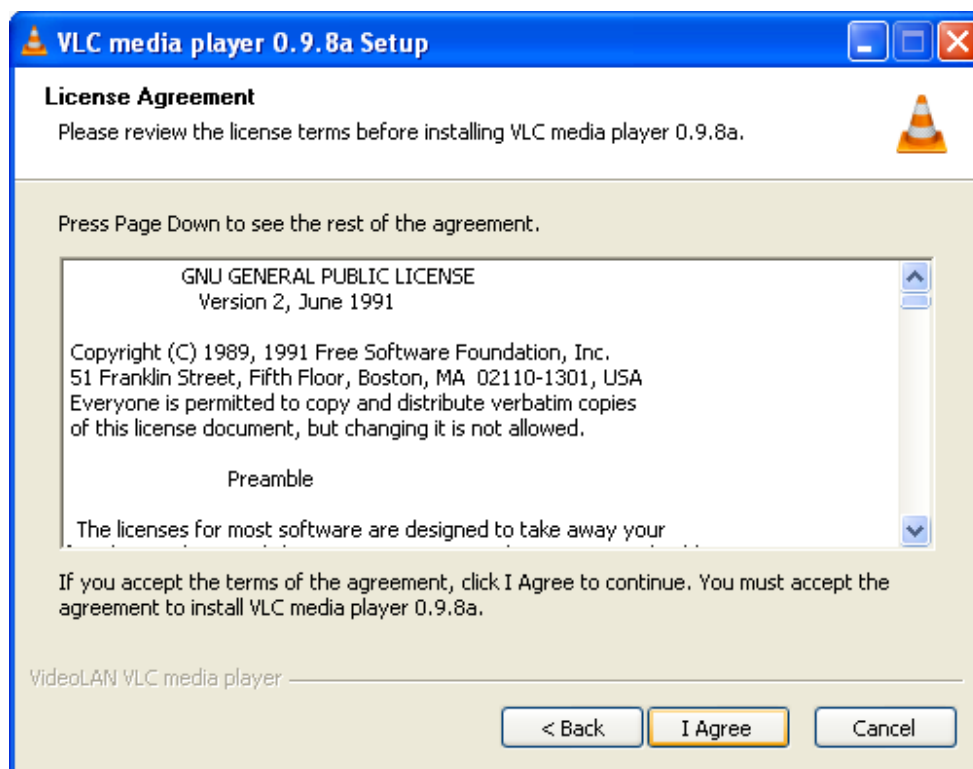 VLC media player 0.9.8a Setup
License Agreement
Please review the license terms before installing VLC media player 0.9.8a.
Press Page Down to see the rest of the agreement.
GNU GENERAL PUBLIC LICENSE
Version 2, June 1991
Copyright (C) 1989, 1991 Free Software Foundation, Inc.
51 Franklin Street, Fifth Floor, Boston, MA  02110-1301, USA
Everyone is permitted to copy and distribute verbatim copies
of this license document, but changing it is not allowed.
Preamble
The licenses for most software are designed to take away your
If you accept the terms of the agreement, click I Agree to continue. You must accept the
agreement to install VLC media player 0.9.8a.
VideoLAN VLC media player
< Back I Agree Cancel